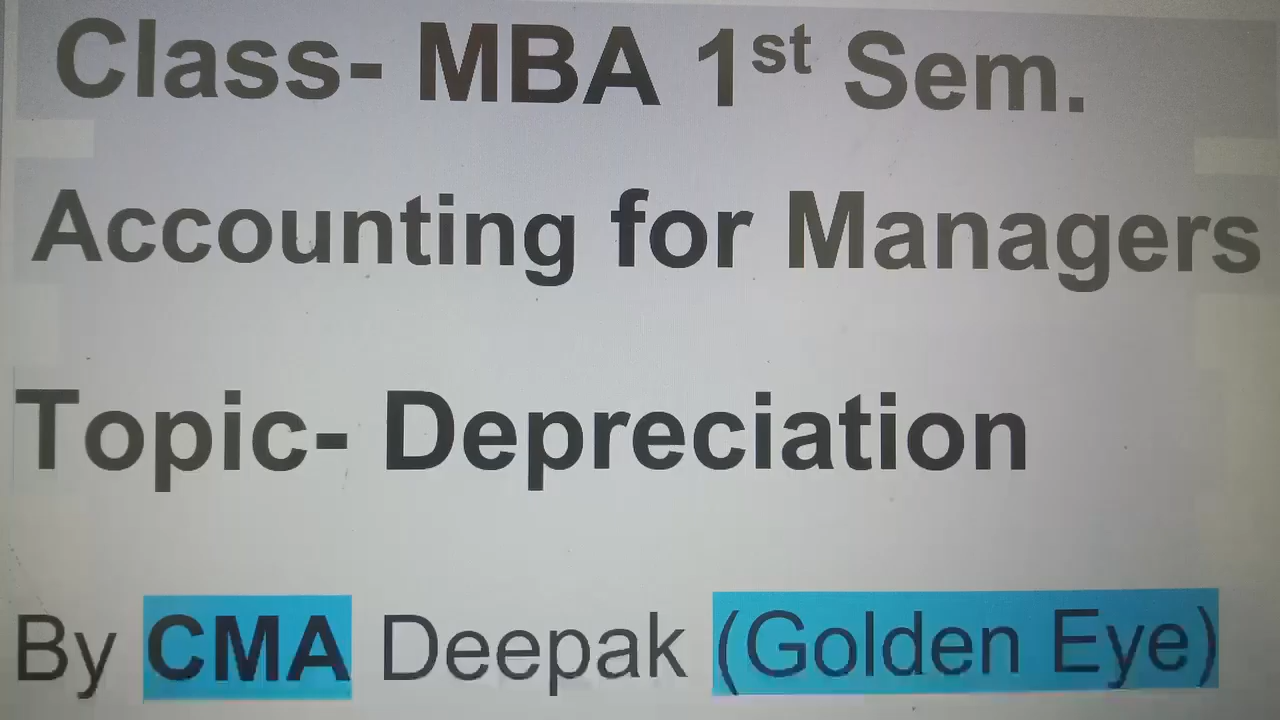 Class- MBA 1st Sem.
Accounting for Managers
Topic- Depreciation
By CMA Deepak (Golden Eye)